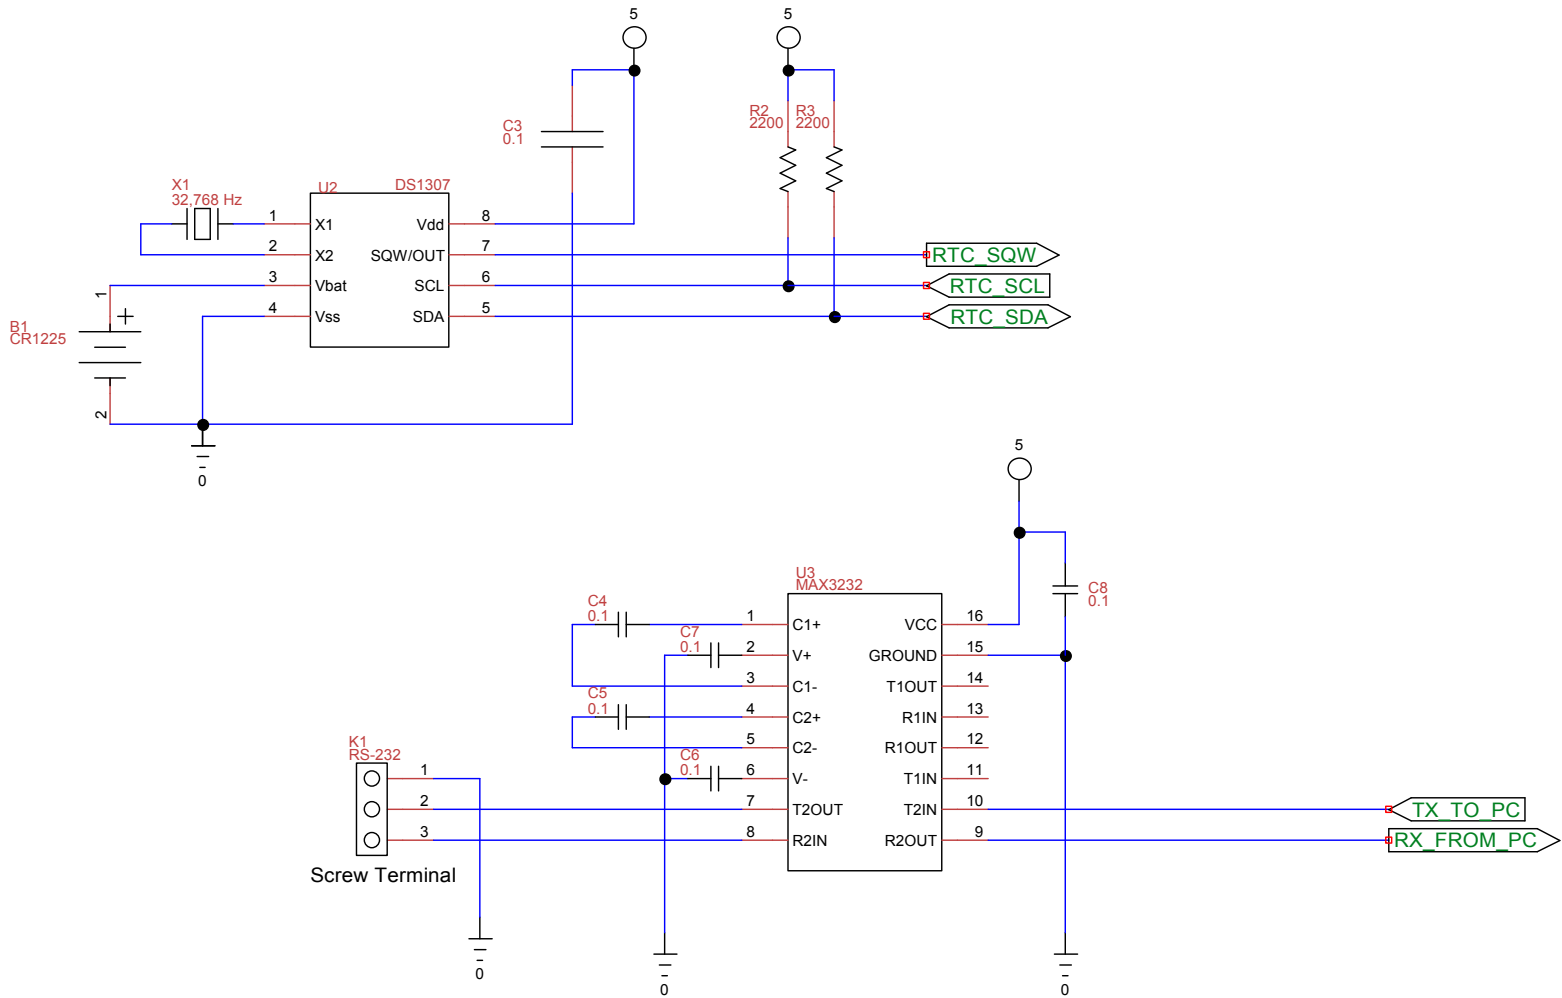 5
5
C3
0.1
R2
2200
R3
2200
X1
32,768 Hz
U2
DS1307
1
X1
Vdd
8
2
X2
SQW/OUT
7
RTC_SQW
3
Vbat
SCL
6
RTC_SCL
4
Vss
SDA
5
RTC_SDA
1
+
B1
CR1225
2
0
5
U3
MAX3232
C8
0.1
C4
0.1
1
C1+
VCC
16
C7
0.1
2
V+
GROUND
15
3
C1-
T1OUT
14
C5
0.1
4
C2+
R1IN
13
5
C2-
R1OUT
12
C6
0.1
6
V-
T1IN
11
K1
RS-232
1
2
3
7
T2OUT
T2IN
10
TX_TO_PC
8
R2IN
R2OUT
9
RX_FROM_PC
Screw Terminal
0
0
0